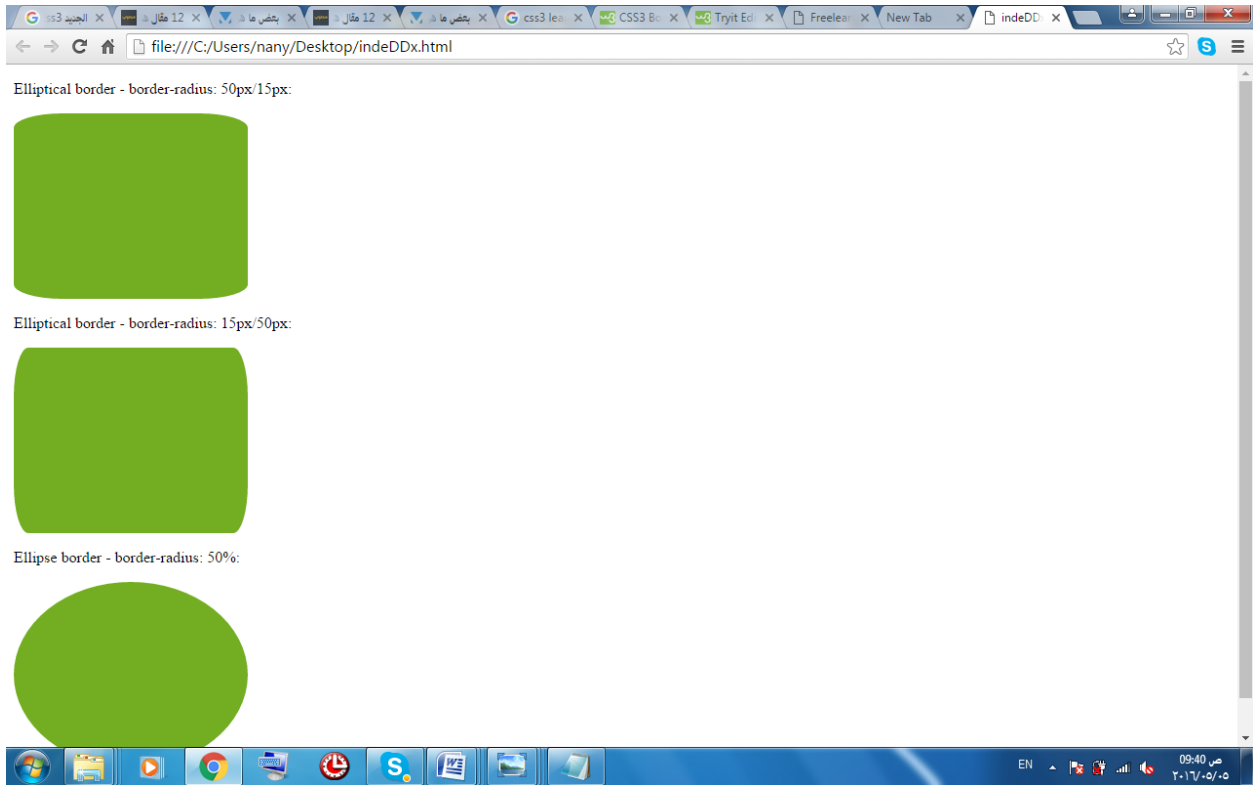 الجديد ss3
12 مقال د
بعض ما د
12 مقال د
بعض ما د
css3 lea
CSS3 Bo
Tryit Ed
Freelear
New Tab
indeDD
file:///C:/Users/nany/Desktop/indeDDx.html
Elliptical border - border-radius: 50px/15px:
Elliptical border - border-radius: 15px/50px:
Ellipse border - border-radius: 50%:
EN
09:40 ص
٢٠١٦/٠٥/٠٥